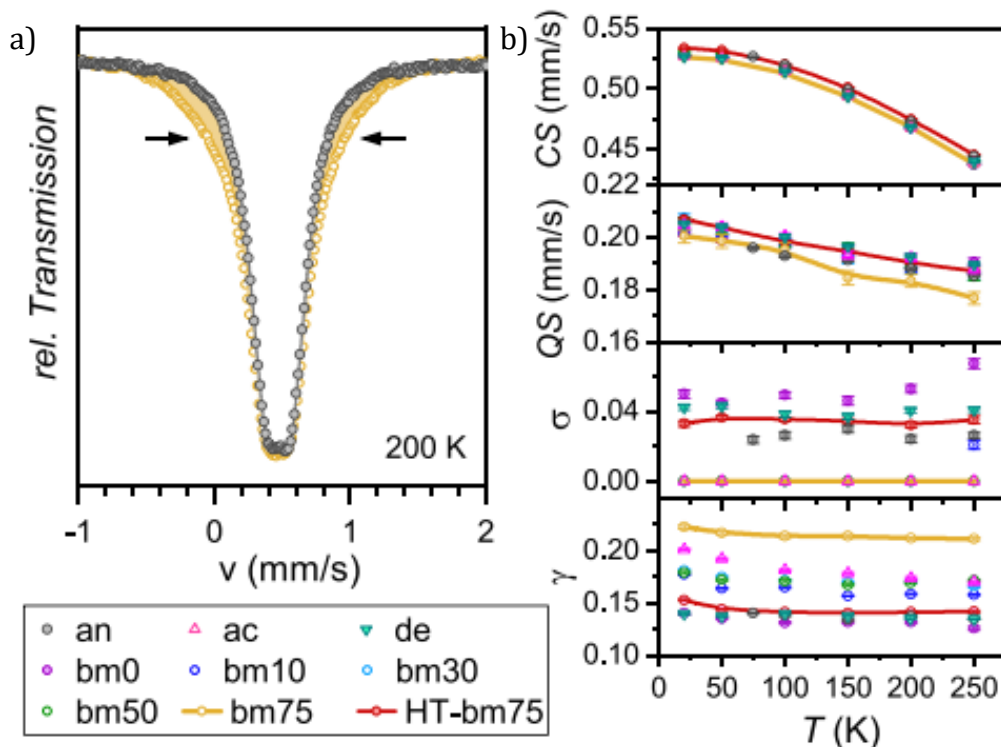 a)
rel. Transmission
200 K
-1 0 1 2
v (mm/s)
an ac de
bm0 bm10 bm30
bm50 bm75 HT-bm75
b)
CS (mm/s)
0.55
0.50
0.45
0.22
QS (mm/s)
0.22
0.20
0.18
0.16
σ
0.04
0.00
γ
0.20
0.15
0.10
0 50 100 150 200 250
T (K)